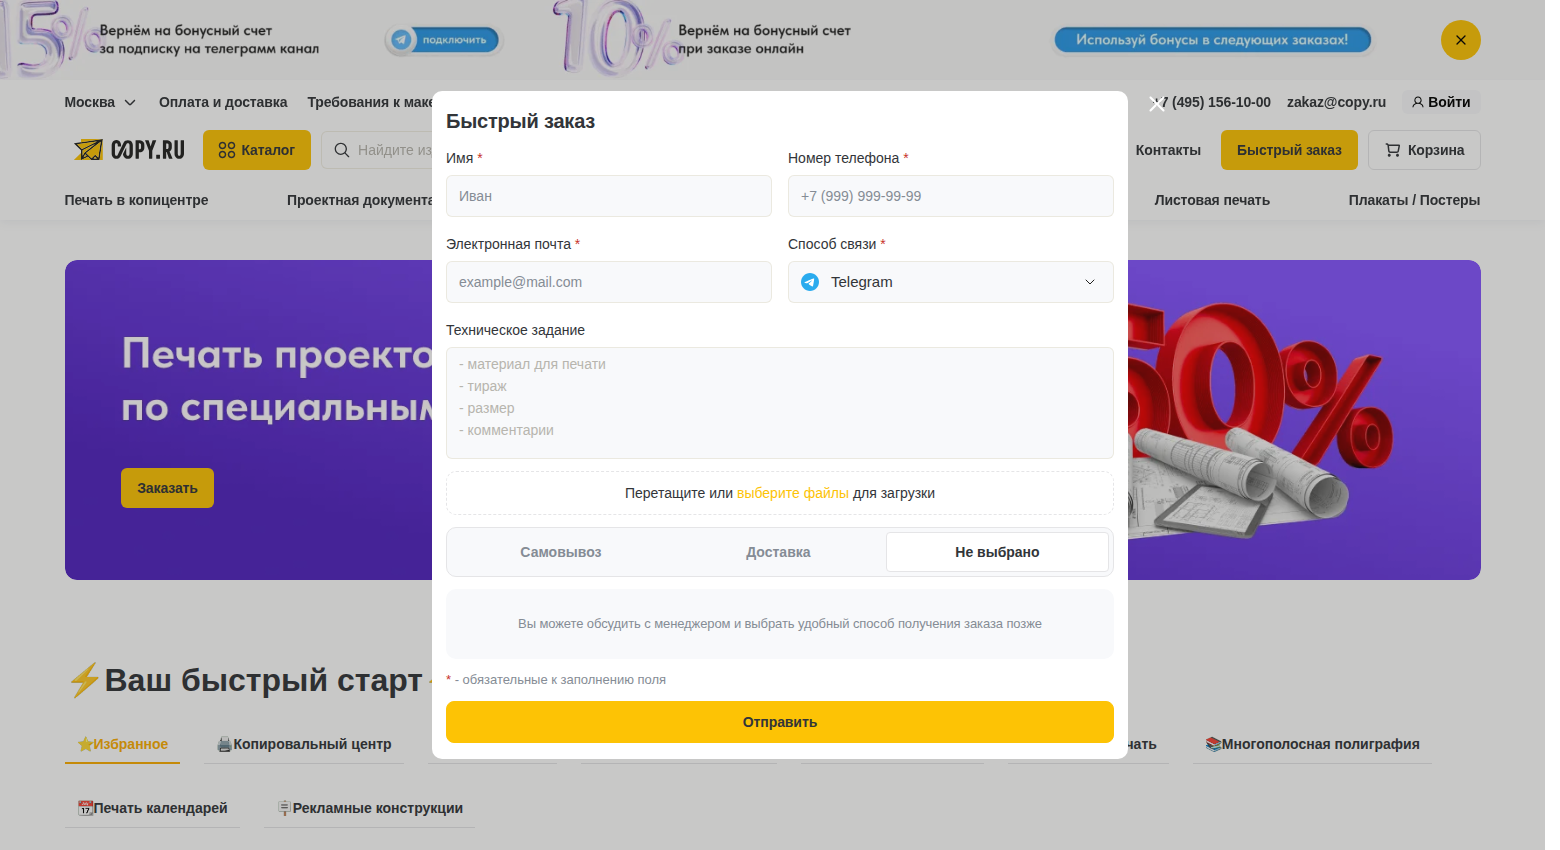 15%
Вернём на бонусный счет
за подписку на телеграмм канал
подключить
10%
Вернём на бонусный счет
при заказе онлайн
Используй бонусы в следующих заказах!
Москва
Оплата и доставка
Требования к маке
7 (495) 156-10-00
zakaz@copy.ru
Войти
COPY.RU
Каталог
Найдите из
Контакты
Быстрый заказ
Корзина
Печать в копицентре
Проектная документа
Листовая печать
Плакаты / Постеры
Быстрый заказ
Имя *
Номер телефона *
Иван
+7 (999) 999-99-99
Электронная почта *
Способ связи *
example@mail.com
Telegram
Техническое задание
- материал для печати
- тираж
- размер
- комментарии
Перетащите или выберите файлы для загрузки
Самовывоз
Доставка
Не выбрано
Вы можете обсудить с менеджером и выбрать удобный способ получения заказа позже
* - обязательные к заполнению поля
Отправить
Печать проекто
по специальным
Заказать
50%
⚡Ваш быстрый старт
⭐Избранное
🖨️Копировальный центр
чать
📚Многополосная полиграфия
📆Печать календарей
🪧Рекламные конструкции